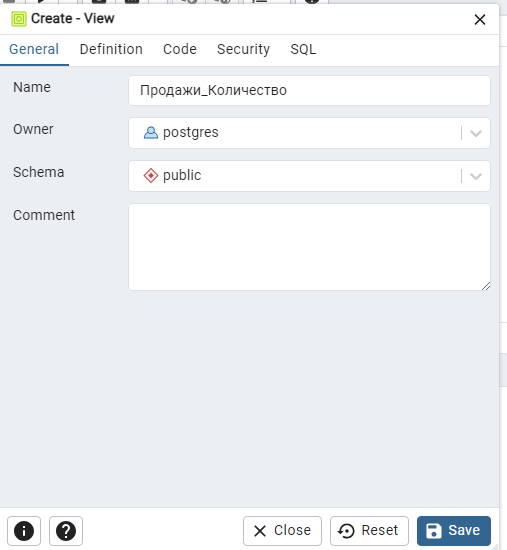 Create - View
General Definition Code Security SQL
Name Продажи_Количество
Owner postgres
Schema public
Comment
Close Reset Save